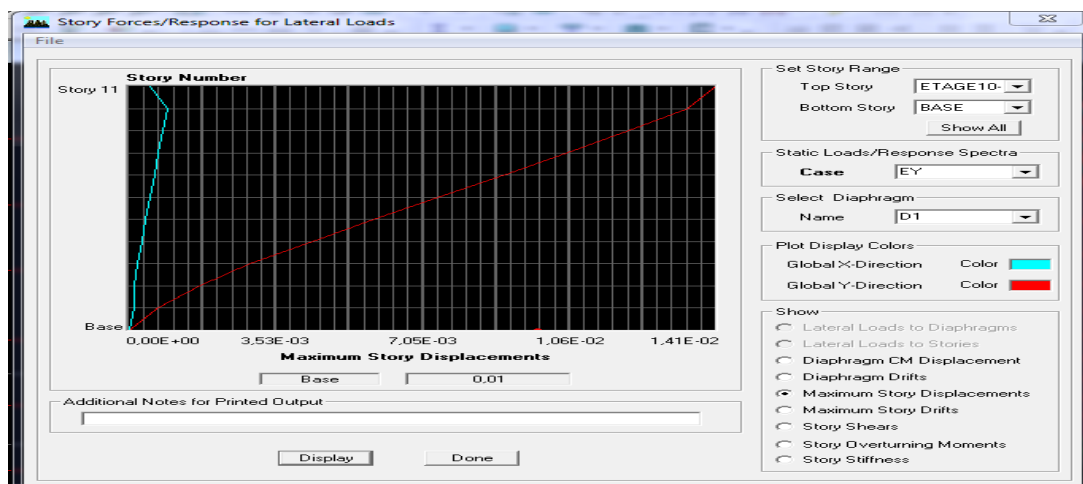 Story Forces/Response for Lateral Loads
File
Story Number
Story 11
Base
0,00E+00 3,53E-03 7,05E-03 1,06E-02 1,41E-02
Maximum Story Displacements
Base 0,01
Additional Notes for Printed Output
Display Done
Set Story Range
Top Story ETAGE10-
Bottom Story BASE
Show All
Static Loads/Response Spectra
Case EY
Select Diaphragm
Name D1
Plot Display Colors
Global X-Direction Color
Global Y-Direction Color
Show
Lateral Loads to Diaphragms
Lateral Loads to Stories
Diaphragm CM Displacement
Diaphragm Drifts
Maximum Story Displacements
Maximum Story Drifts
Story Shears
Story Overturning Moments
Story Stiffness